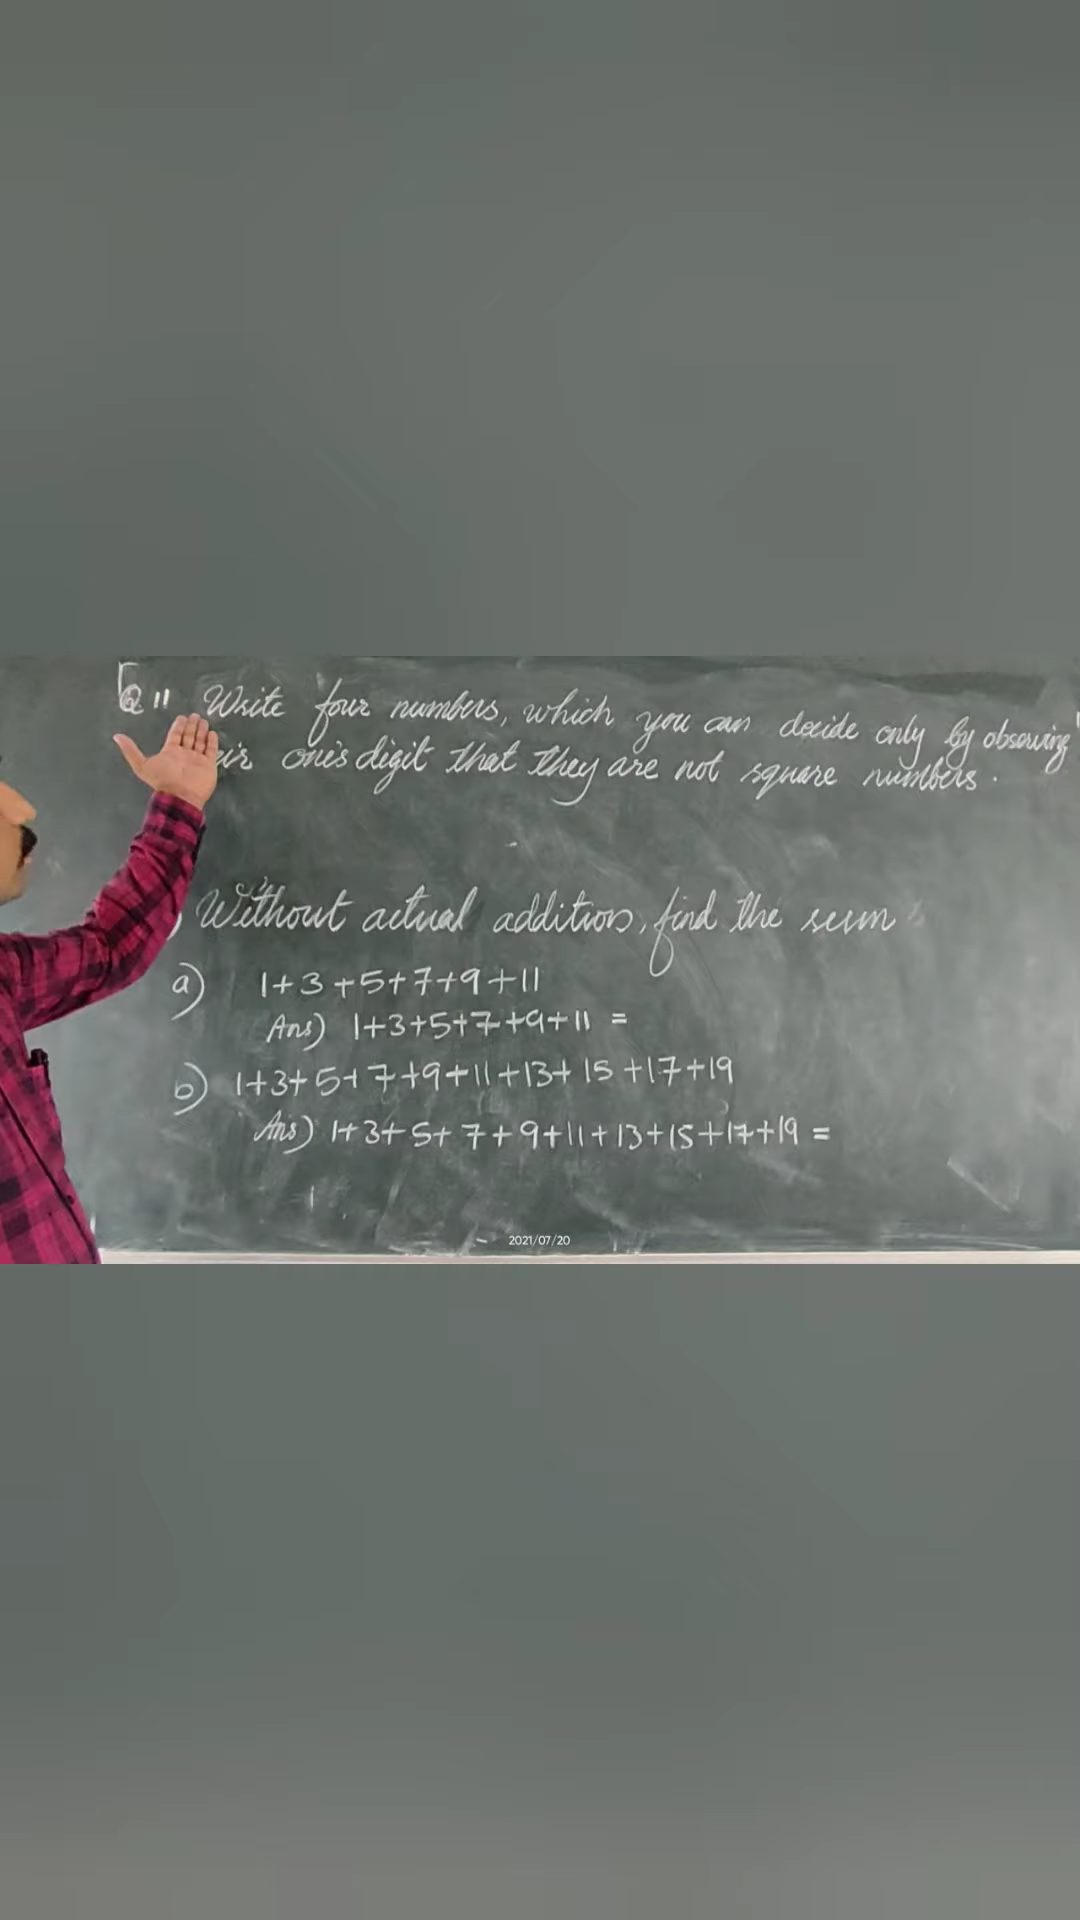 Q 11 Write four numbers, which you can decide only by observing
one's digit that they are not square numbers.
) Without actual addition, find the sum
a) 1+3+5+7+9+11
Ans) 1+3+5+7+9+11 =
b) 1+3+5+7+9+11+13+15+17+19
Ans) 1+3+5+7+9+11+13+15+17+19 =
2021/07/20